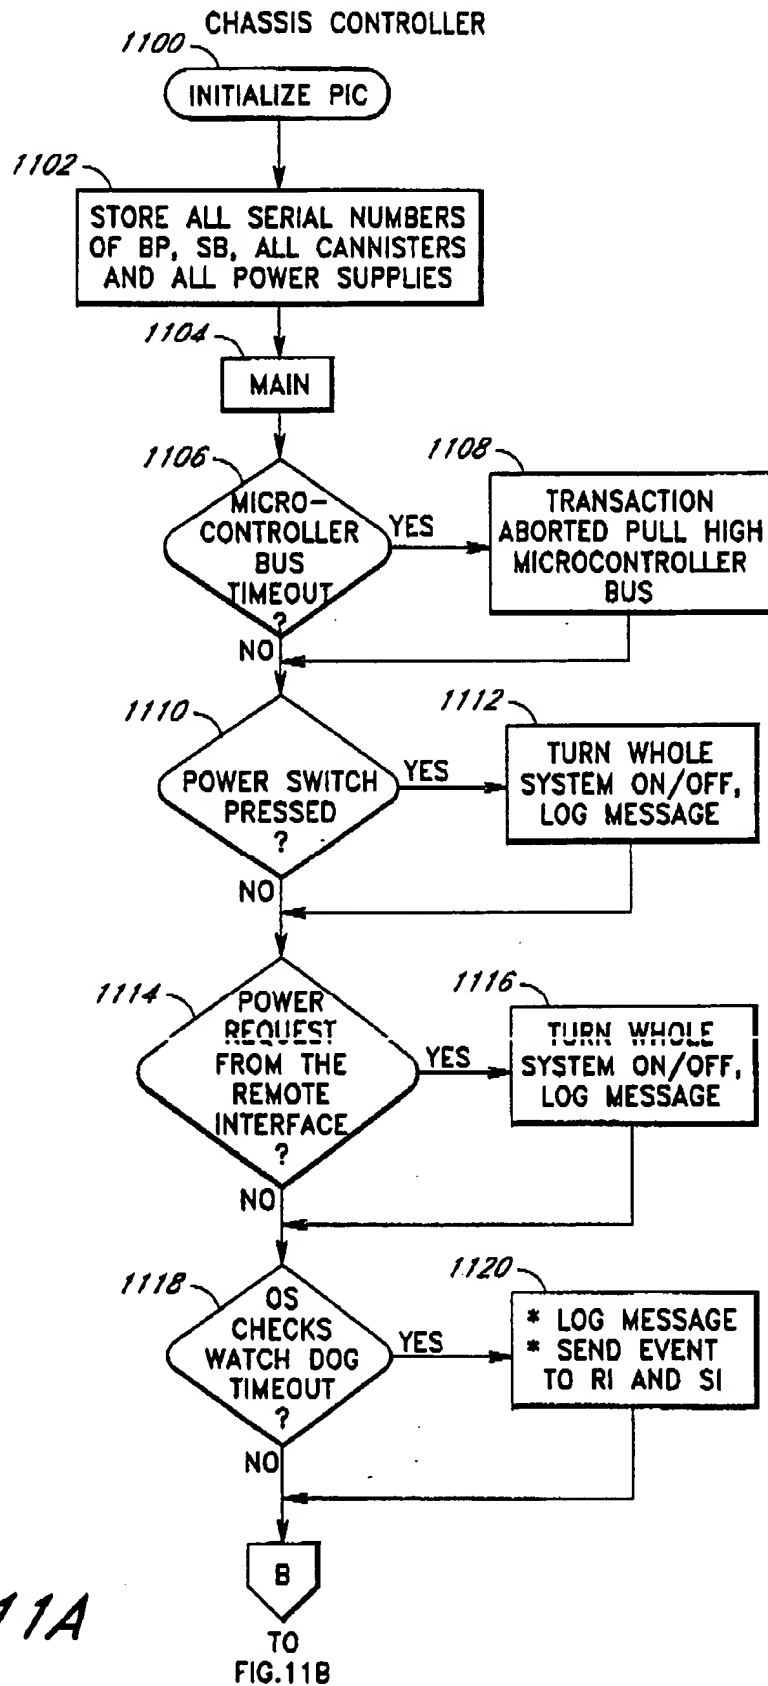 CHASSIS CONTROLLER
1100
INITIALIZE PIC
1102
STORE ALL SERIAL NUMBERS
OF BP, SB, ALL CANNISTERS
AND ALL POWER SUPPLIES
1104
MAIN
1106
MICRO-
CONTROLLER
BUS
TIMEOUT
?
YES
1108
TRANSACTION
ABORTED PULL HIGH
MICROCONTROLLER
BUS
NO
1110
POWER SWITCH
PRESSED
?
YES
1112
TURN WHOLE
SYSTEM ON/OFF,
LOG MESSAGE
NO
1114
POWER
REQUEST
FROM THE
REMOTE
INTERFACE
?
YES
1116
TURN WHOLE
SYSTEM ON/OFF,
LOG MESSAGE
NO
1118
OS
CHECKS
WATCH DOG
TIMEOUT
?
YES
1120
* LOG MESSAGE
* SEND EVENT
TO RI AND SI
NO
B
TO
FIG.11B
11A